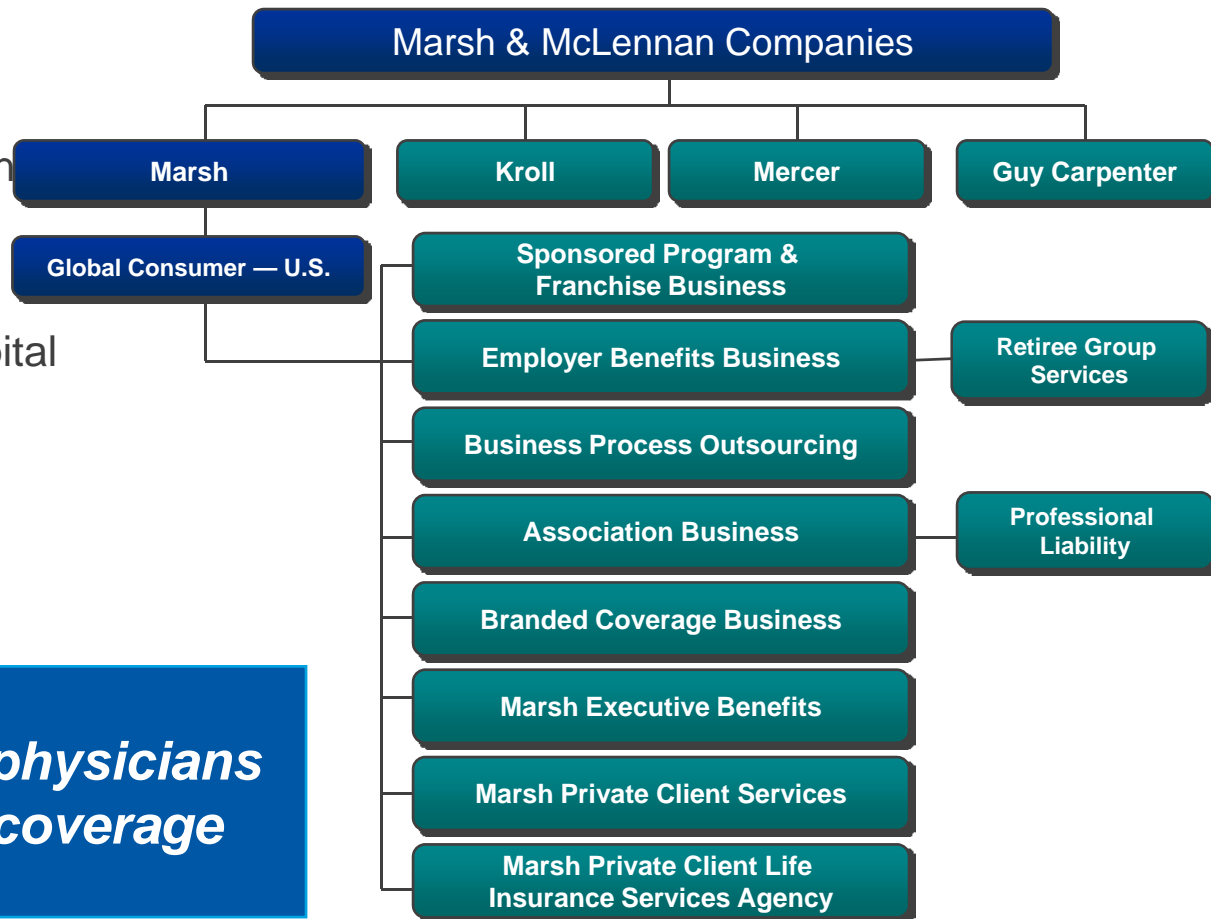 Marsh & McLennan Companies
Marsh
Kroll
Mercer
Guy Carpenter
Global Consumer — U.S.
Sponsored Program &
Franchise Business
Employer Benefits Business
Retiree Group
Services
pital
Business Process Outsourcing
Association Business
Professional
Liability
Branded Coverage Business
Marsh Executive Benefits
physicians
coverage
Marsh Private Client Services
Marsh Private Client Life
Insurance Services Agency